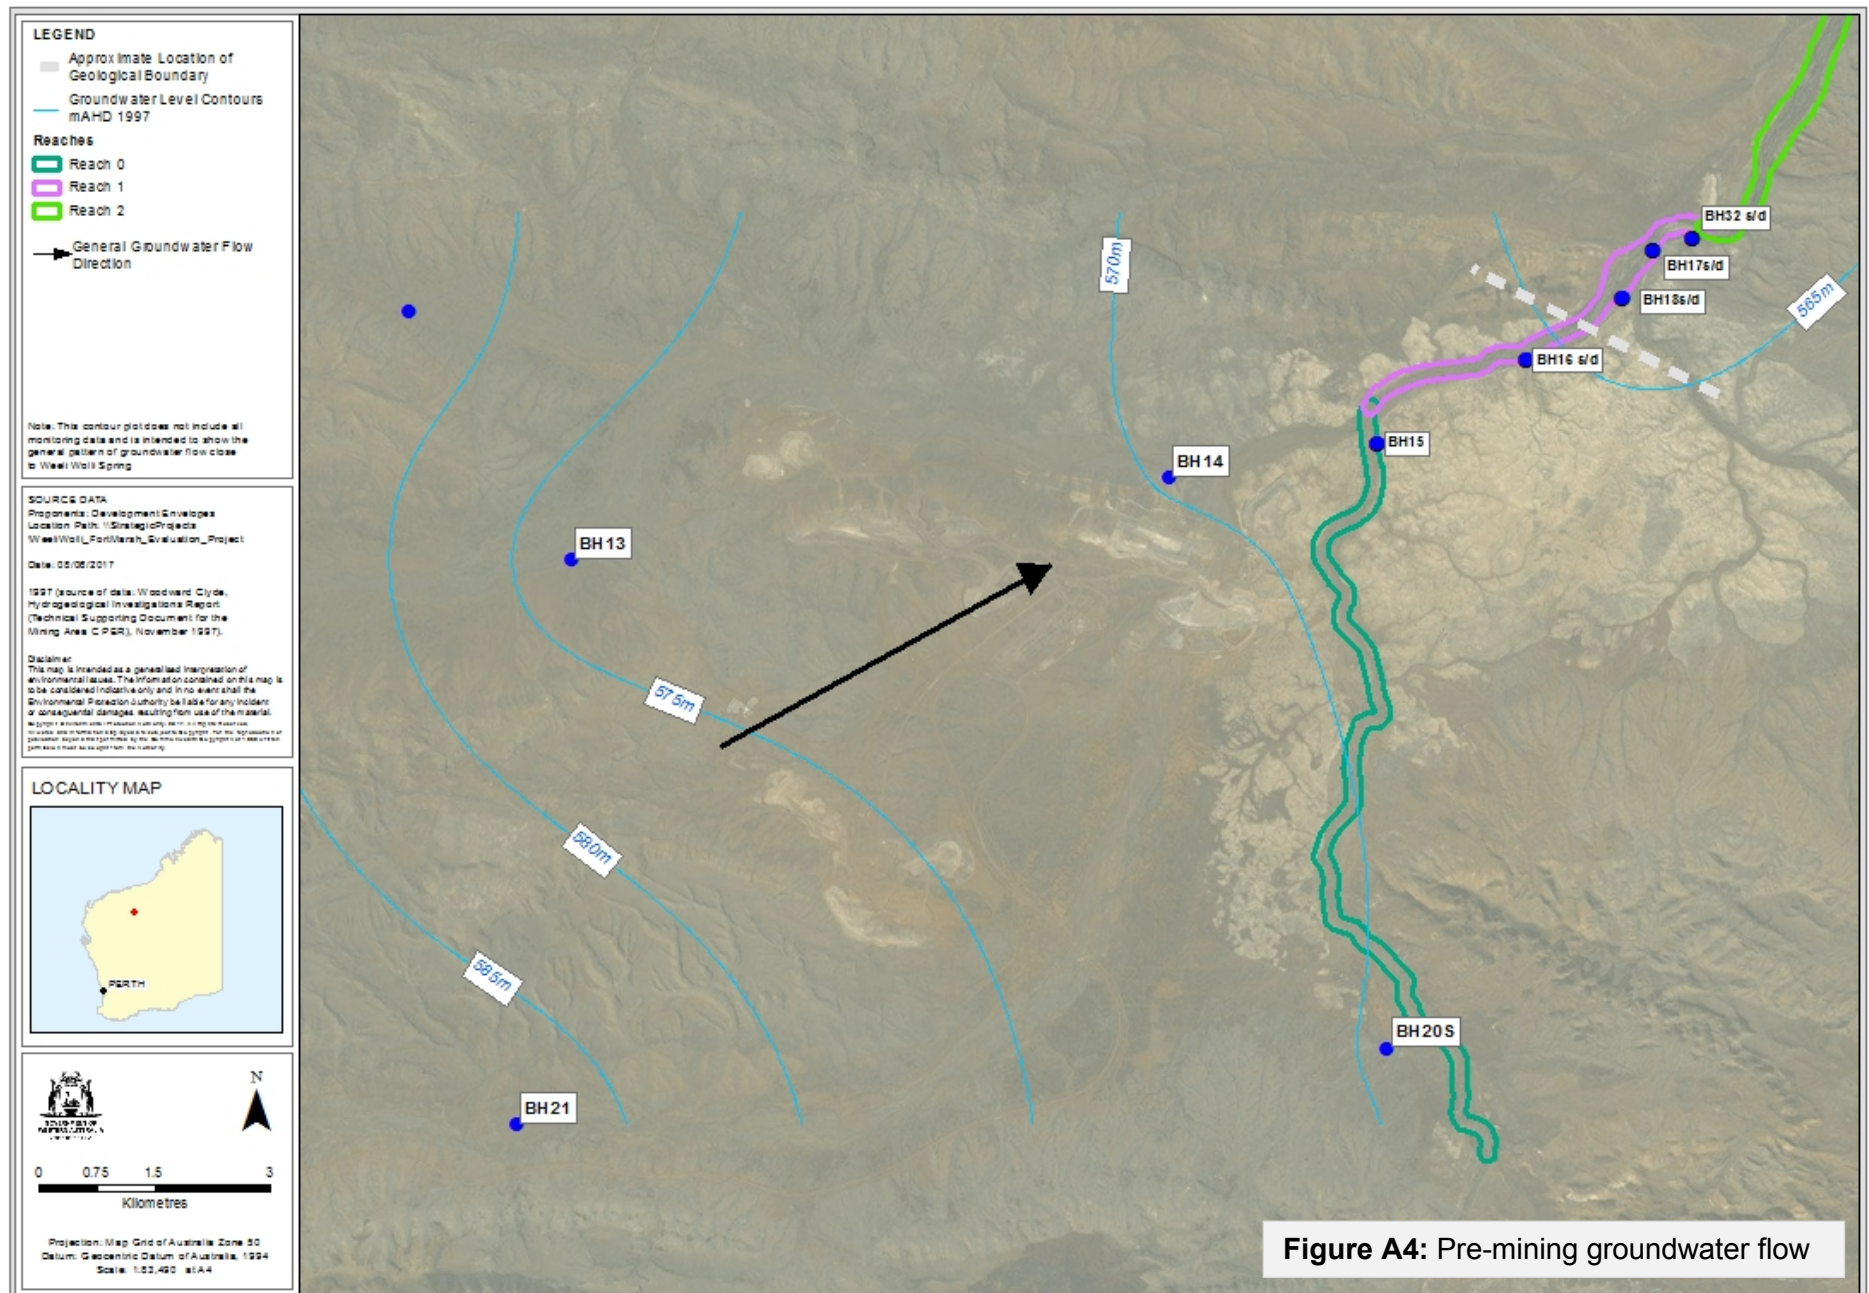 LEGEND
Approximate Location of
Geological Boundary
Groundwater Level Contours
mAHD 1997
Reaches
Reach 0
Reach 1
Reach 2
General Groundwater Flow
Direction
Note: This contour plot does not include all
monitoring data and is intended to show the
general pattern of groundwater flow close
to Weeli Wolli Spring
SOURCE DATA
Proponents: Development Envelopes
Location Path: \\StrategicProjects
\WeeliWolli_FortMarsh_Evaluation_Project
Date: 08/06/2017
1997 (source of data: Woodward Clyde,
Hydrogeological Investigations Report
(Technical Supporting Document for the
Mining Area C PER), November 1997).
Disclaimer:
This map is intended as a generalised interpretation of
environmental issues. The information contained on this map is
to be considered indicative only and in no event shall the
Environmental Protection Authority be liable for any incident
or consequential damages resulting from use of the material.
LOCALITY MAP
PERTH
GOVERNMENT OF
WESTERN AUSTRALIA
N
0 0.75 1.5 3
Kilometres
Projection: Map Grid of Australia Zone 50
Datum: Geocentric Datum of Australia, 1994
Scale: 1:83,490 at A4
BH32 s/d
BH17s/d
BH18s/d
565m
570m
BH16 s/d
BH15
BH14
BH13
575m
580m
585m
BH20S
BH21
Figure A4: Pre-mining groundwater flow